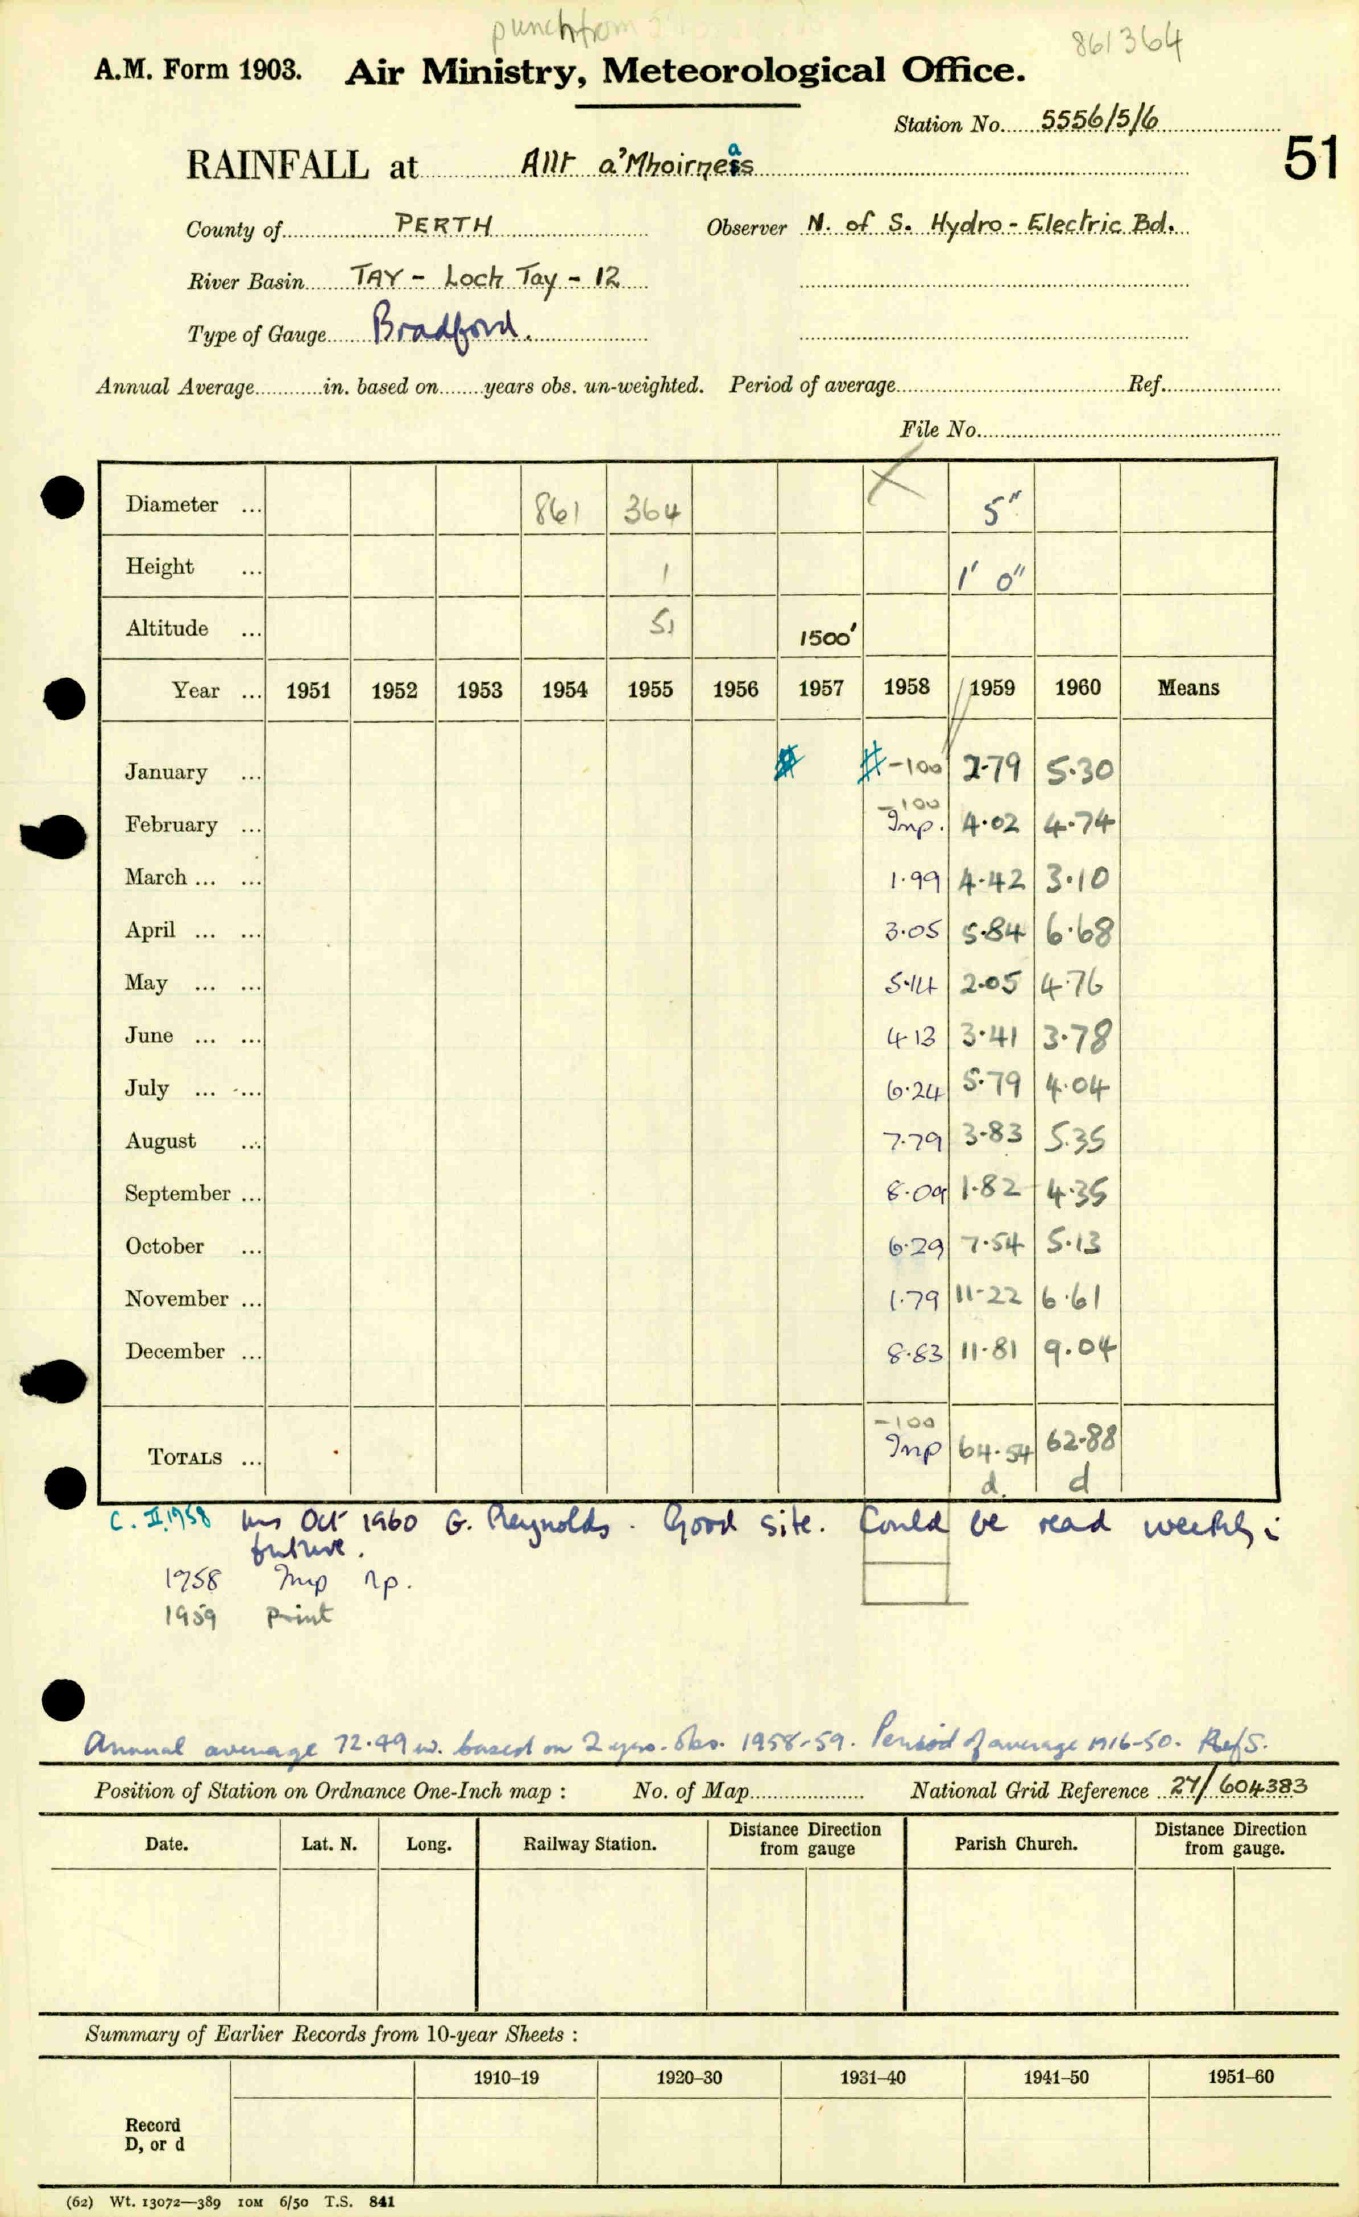 punch from
861364
A.M. Form 1903. Air Ministry, Meteorological Office.
Station No. 5556/5/6
51
RAINFALL at Allt a'Mhoirneas
County of PERTH Observer N. of S. Hydro-Electric Bd.
River Basin TAY - Loch Tay - 12
Type of Gauge Bradford.
Annual Average in. based on years obs. un-weighted. Period of average Ref.
File No.
Diameter ... 861 364 5"
Height ... 1 1' 0"
Altitude ... 51 1500'
Year ... 1951 1952 1953 1954 1955 1956 1957 1958 1959 1960 Means
January ... # # -100 2.79 5.30
-100
February ... Inp. 4.02 4.74
March ... ... 1.99 4.42 3.10
April ... ... 3.05 5.84 6.68
May ... ... 5.14 2.05 4.76
June ... ... 4.13 3.41 3.78
July ... ... 6.24 5.79 4.04
August ... 7.79 3.83 5.35
September ... 8.09 1.82 4.35
October ... 6.29 7.54 5.13
November ... 1.79 11.22 6.61
December ... 8.83 11.81 9.04
-100
TOTALS ... Inp 64.54 62.88
d. d
C. II.1958 Ins Oct 1960 G. Reynolds. Good site. Could be read weekly i
future.
1958 Inp rp.
1959 print
Annual average 72.49 in. based on 2 yrs. obs. 1958-59. Period of average 1916-50. Ref S.
Position of Station on Ordnance One-Inch map : No. of Map National Grid Reference 27/604383
Date. Lat. N. Long. Railway Station. Distance Direction from gauge Parish Church. Distance Direction from gauge.
Summary of Earlier Records from 10-year Sheets :
1910–19 1920–30 1931–40 1941–50 1951–60
Record
D, or d
(62) Wt. 13072—389 10M 6/50 T.S. 841